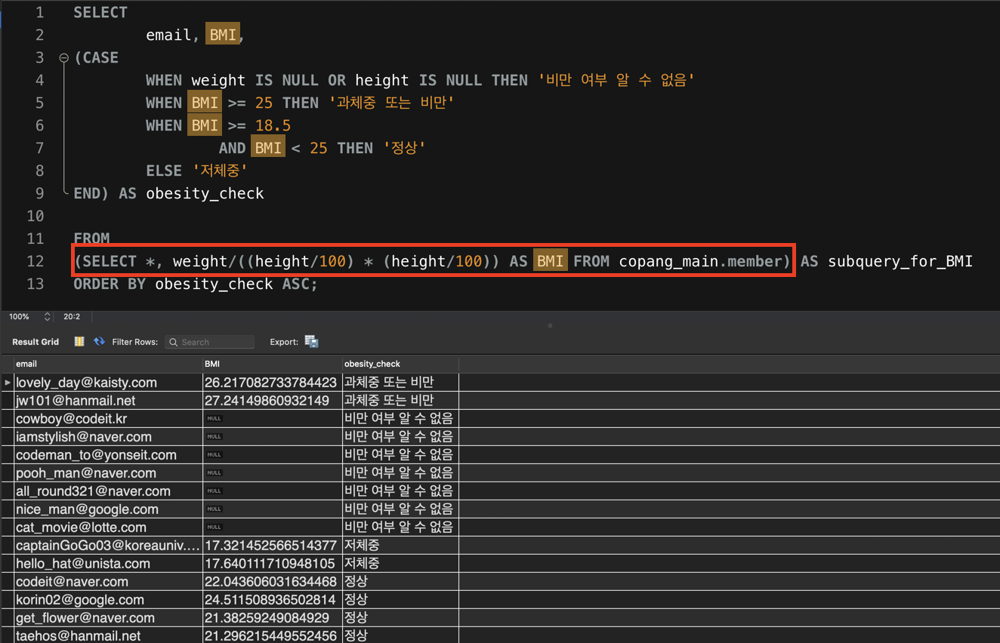 1 SELECT
2 email, BMI,
3 (CASE
4 WHEN weight IS NULL OR height IS NULL THEN '비만 여부 알 수 없음'
5 WHEN BMI >= 25 THEN '과체중 또는 비만'
6 WHEN BMI >= 18.5
7 AND BMI < 25 THEN '정상'
8 ELSE '저체중'
9 END) AS obesity_check
10
11 FROM
12 (SELECT *, weight/((height/100) * (height/100)) AS BMI FROM copang_main.member) AS subquery_for_BMI
13 ORDER BY obesity_check ASC;
100% 20:2
Result Grid Filter Rows: Search Export:
email BMI obesity_check
lovely_day@kaisty.com 26.217082733784423 과체중 또는 비만
jw101@hanmail.net 27.24149860932149 과체중 또는 비만
cowboy@codeit.kr NULL 비만 여부 알 수 없음
iamstylish@naver.com NULL 비만 여부 알 수 없음
codeman_to@yonseit.com NULL 비만 여부 알 수 없음
pooh_man@naver.com NULL 비만 여부 알 수 없음
all_round321@naver.com NULL 비만 여부 알 수 없음
nice_man@google.com NULL 비만 여부 알 수 없음
cat_movie@lotte.com NULL 비만 여부 알 수 없음
captainGoGo03@koreauniv.... 17.321452566514377 저체중
hello_hat@unista.com 17.640111710948105 저체중
codeit@naver.com 22.043606031634468 정상
korin02@google.com 24.511508936502814 정상
get_flower@naver.com 21.38259249084929 정상
taehos@hanmail.net 21.296215449552456 정상